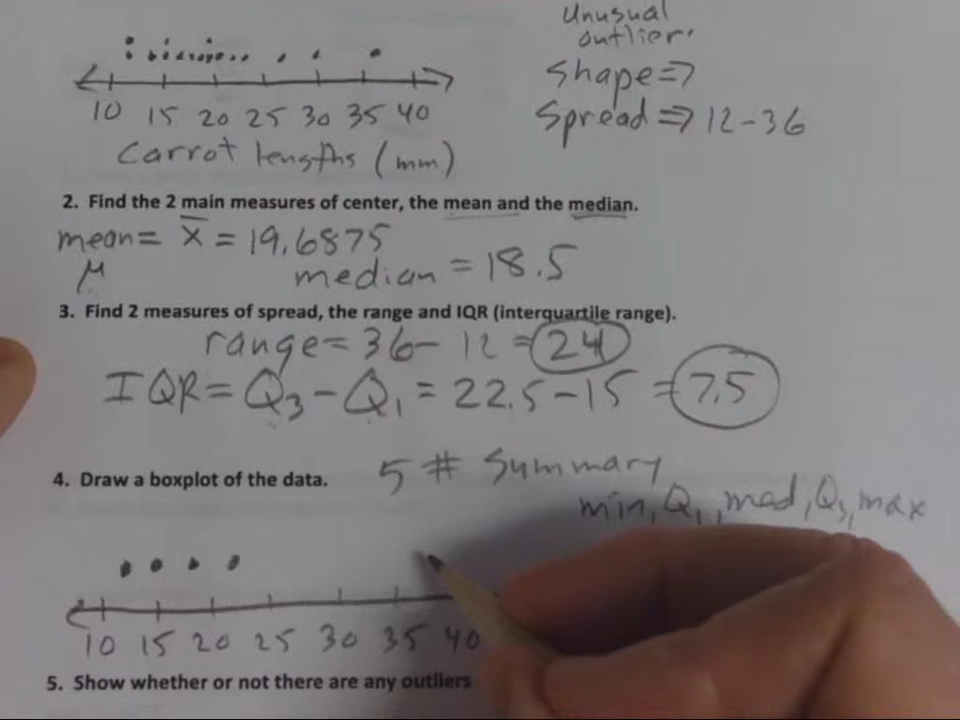 Unusual
outlier.
Shape⇒
Spread⇒ 12-36
10 15 20 25 30 35 40
Carrot lengths (mm)
2. Find the 2 main measures of center, the mean and the median.
mean= x̄ = 19.6875
μ
median = 18.5
3. Find 2 measures of spread, the range and IQR (interquartile range).
range= 36- 12 = 24
IQR= Q₃-Q₁ = 22.5-15 = 7.5
4. Draw a boxplot of the data. 5 # Summary
min, Q₁, med, Q₃, max
10 15 20 25 30 35 40
5. Show whether or not there are any outliers